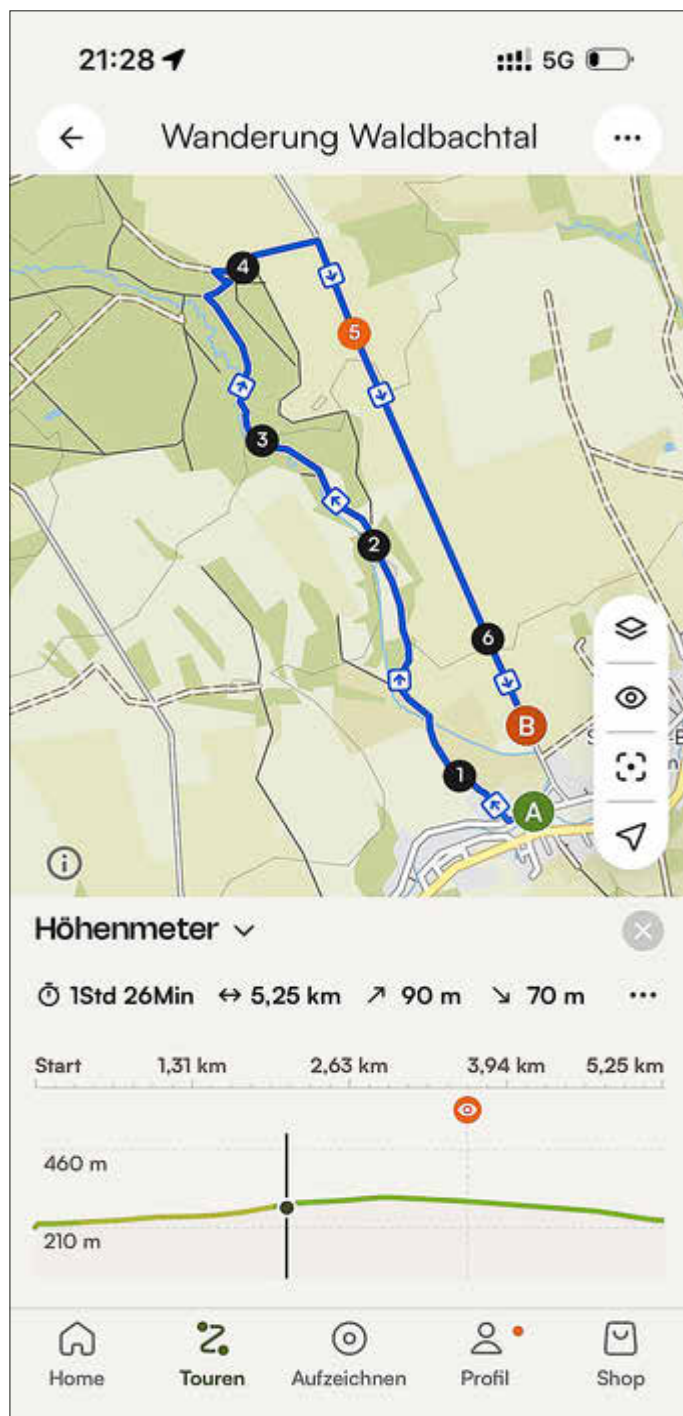 21:28
5G
Wanderung Waldbachtal
4
5
3
2
6
B
1
A
Höhenmeter
1Std 26Min 5,25 km 90 m 70 m
Start 1,31 km 2,63 km 3,94 km 5,25 km
460 m
210 m
Home Touren Aufzeichnen Profil Shop